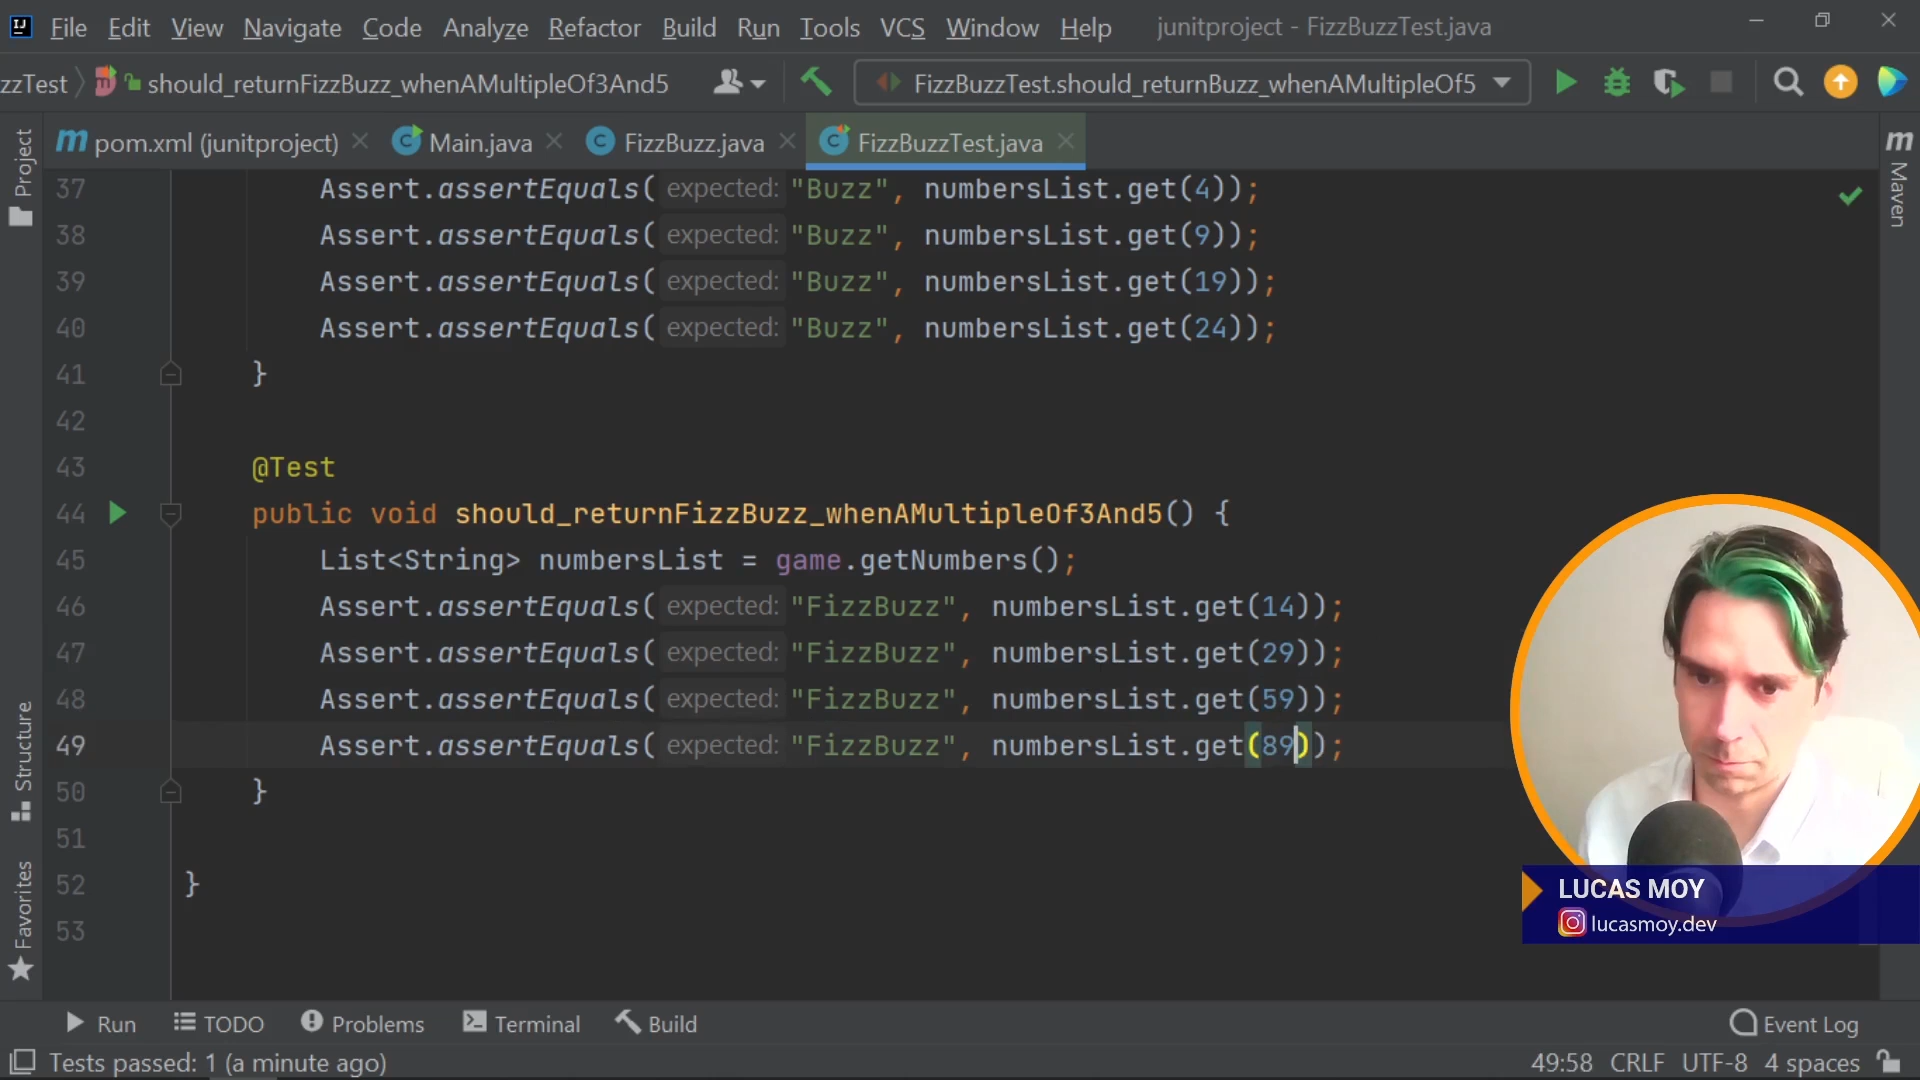 File Edit View Navigate Code Analyze Refactor Build Run Tools VCS Window Help junitproject - FizzBuzzTest.java
zzTest should_returnFizzBuzz_whenAMultipleOf3And5 FizzBuzzTest.should_returnBuzz_whenAMultipleOf5
pom.xml (junitproject) Main.java FizzBuzz.java FizzBuzzTest.java
Project
Structure
Favorites
Maven
37 Assert.assertEquals( expected: "Buzz", numbersList.get(4));
38 Assert.assertEquals( expected: "Buzz", numbersList.get(9));
39 Assert.assertEquals( expected: "Buzz", numbersList.get(19));
40 Assert.assertEquals( expected: "Buzz", numbersList.get(24));
41 }
42
43 @Test
44 public void should_returnFizzBuzz_whenAMultipleOf3And5() {
45 List<String> numbersList = game.getNumbers();
46 Assert.assertEquals( expected: "FizzBuzz", numbersList.get(14));
47 Assert.assertEquals( expected: "FizzBuzz", numbersList.get(29));
48 Assert.assertEquals( expected: "FizzBuzz", numbersList.get(59));
49 Assert.assertEquals( expected: "FizzBuzz", numbersList.get(89));
50 }
51
52 }
53
LUCAS MOY
lucasmoy.dev
Run TODO Problems Terminal Build Event Log
Tests passed: 1 (a minute ago) 49:58 CRLF UTF-8 4 spaces